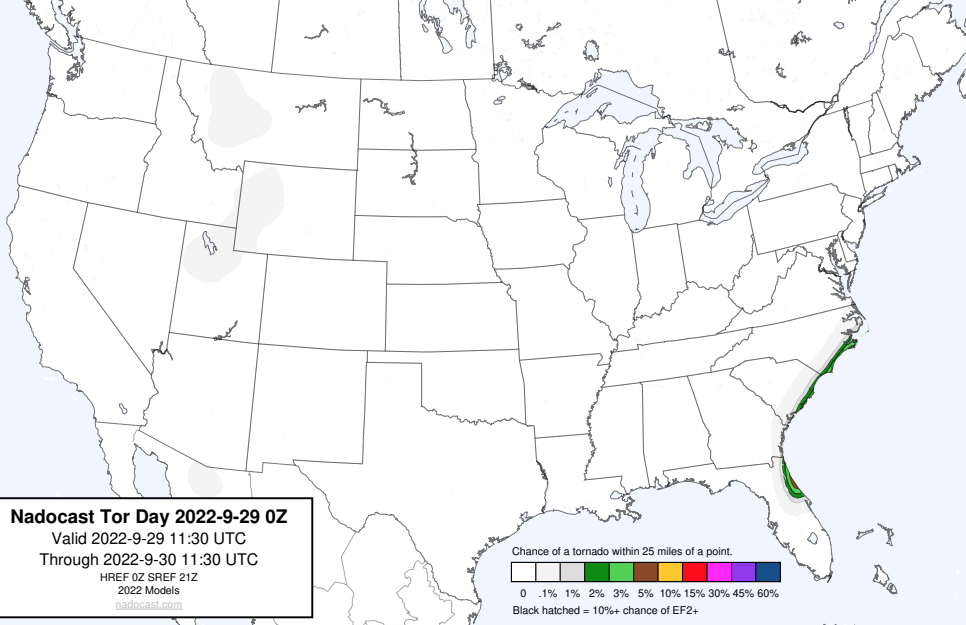 Nadocast Tor Day 2022-9-29 0Z
Valid 2022-9-29 11:30 UTC
Through 2022-9-30 11:30 UTC
HREF 0Z SREF 21Z
2022 Models
nadocast.com
Chance of a tornado within 25 miles of a point.
0 .1% 1% 2% 3% 5% 10% 15% 30% 45% 60%
Black hatched = 10%+ chance of EF2+